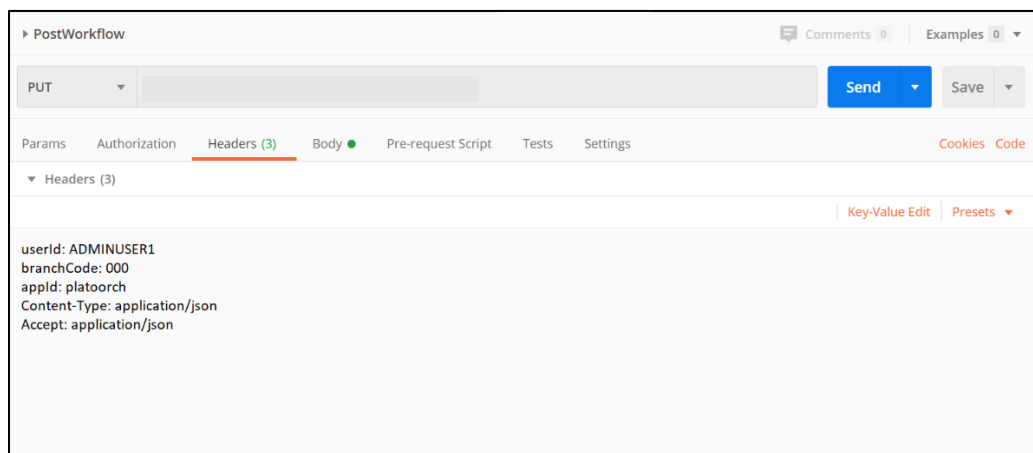 PostWorkflow
Comments 0
Examples 0
PUT
Send
Save
Params Authorization Headers (3) Body Pre-request Script Tests Settings Cookies Code
Headers (3)
Key-Value Edit Presets
userId: ADMINUSER1
branchCode: 000
appId: platoorch
Content-Type: application/json
Accept: application/json